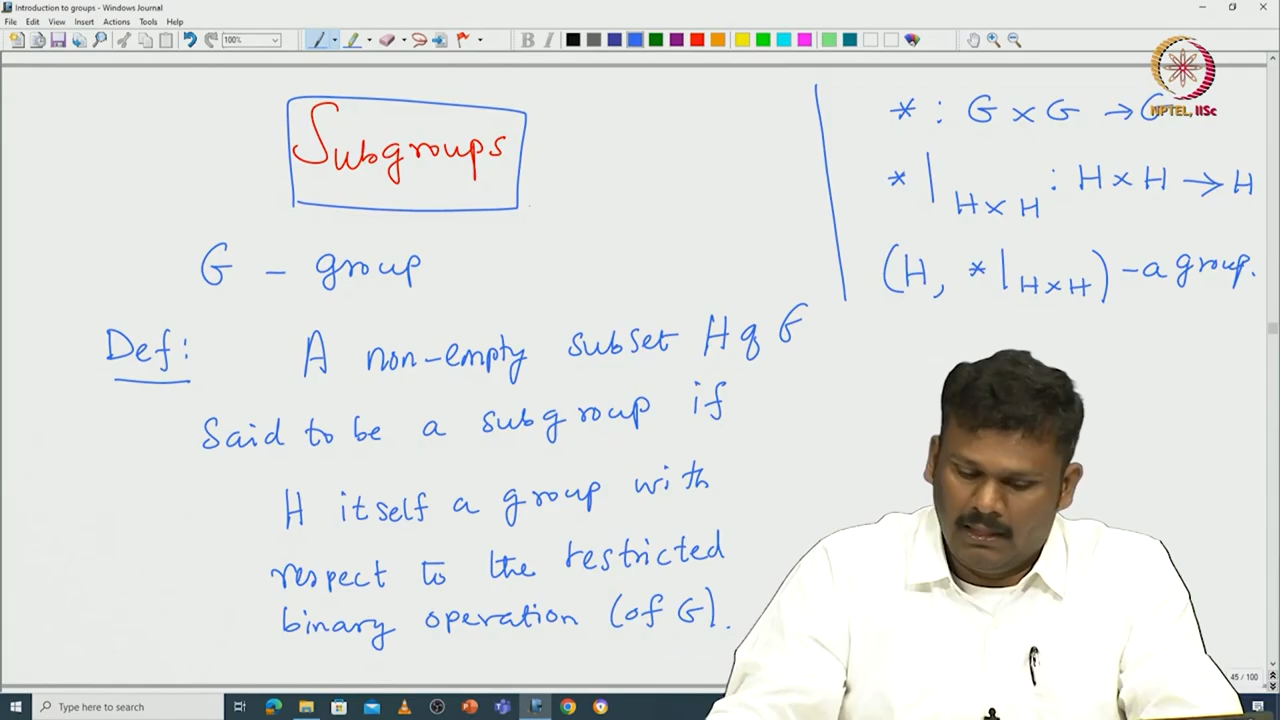 Introduction to groups - Windows Journal
File Edit View Insert Actions Tools Help
100%
B I
NPTEL, IISc
Subgroups
G - group
Def: A non-empty subset H of G
Said to be a subgroup if
H itself a group with
respect to the restricted
binary operation (of G).
* : G × G → G
* | H×H : H × H → H
(H, * | H×H) - a group.
45 / 100
Type here to search